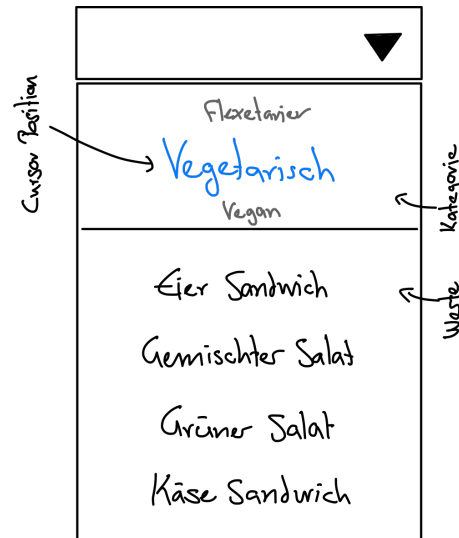 Flexetarier
Cursor Position
Vegetarisch
Vegan
Kategorie
Eier Sandwich
Werte
Gemischter Salat
Grüner Salat
Käse Sandwich